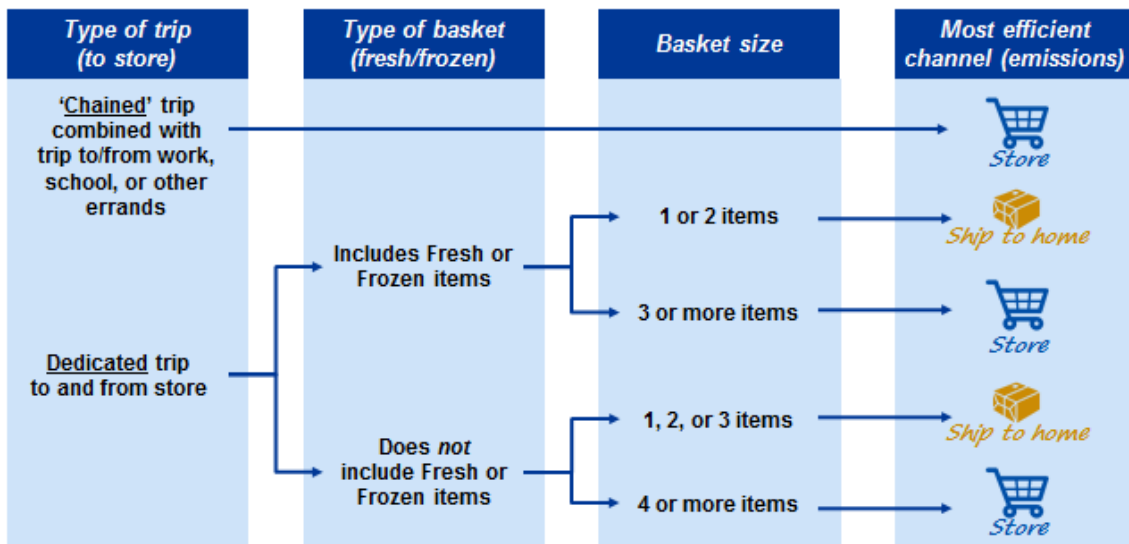 Type of trip
(to store)
Type of basket
(fresh/frozen)
Basket size
Most efficient
channel (emissions)
‘Chained’ trip
combined with
trip to/from work,
school, or other
errands
Store
Includes Fresh or
Frozen items
1 or 2 items
Ship to home
3 or more items
Store
Dedicated trip
to and from store
Does not
include Fresh or
Frozen items
1, 2, or 3 items
Ship to home
4 or more items
Store